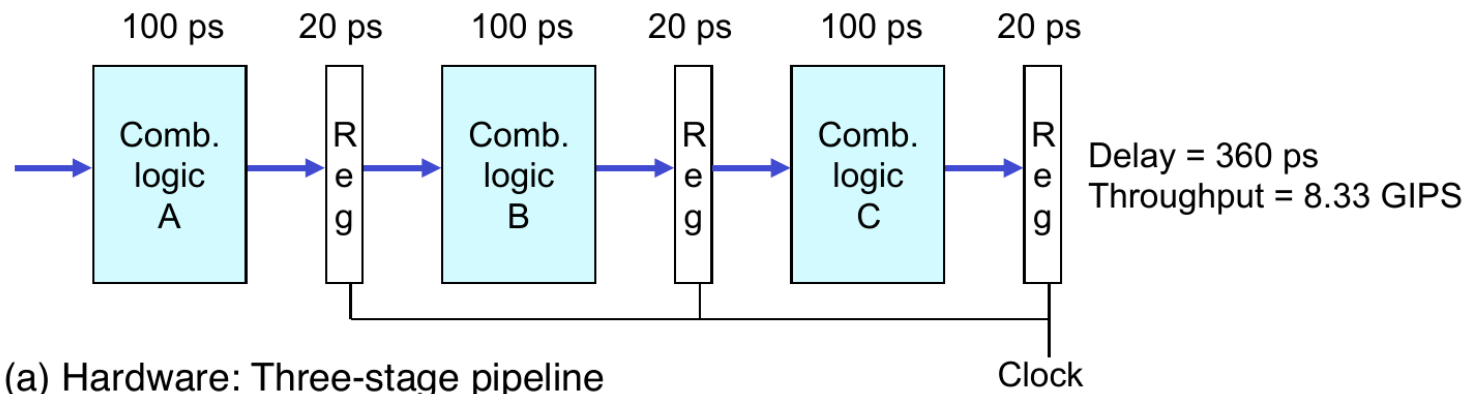 100 ps 20 ps 100 ps 20 ps 100 ps 20 ps
Comb.
logic
A
R
e
g
Comb.
logic
B
R
e
g
Comb.
logic
C
R
e
g
Delay = 360 ps
Throughput = 8.33 GIPS
Clock
(a) Hardware: Three-stage pipeline